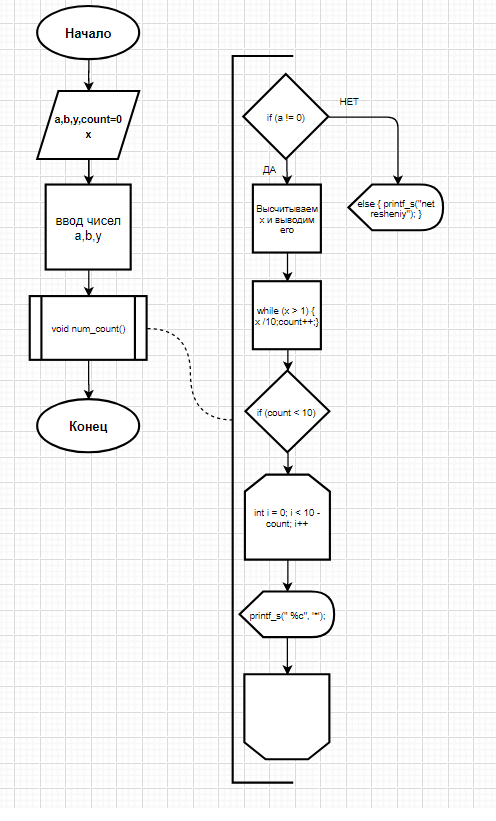 Начало
a,b,y,count=0
x
ввод чисел
a,b,y
void num_count()
Конец
if (a != 0)
НЕТ
ДА
else { printf_s("net
resheniy"); }
Высчитываем
x и выводим
его
while (x > 1) {
x /10;count++;}
if (count < 10)
int i = 0; i < 10 -
count; i++
printf_s(" %c", '*');